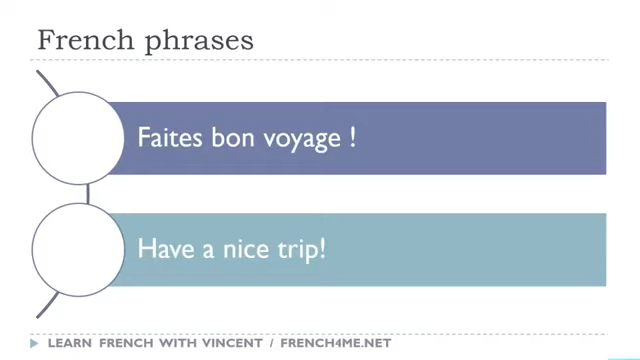 French phrases
Faites bon voyage !
Have a nice trip!
LEARN FRENCH WITH VINCENT / FRENCH4ME.NET